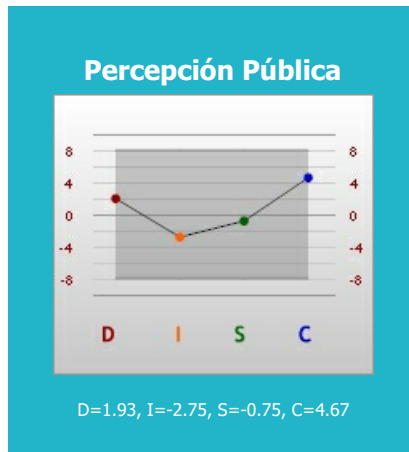 Percepción Pública
8 8
4 4
0 0
-4 -4
-8 -8
D I S C
D=1.93, I=-2.75, S=-0.75, C=4.67